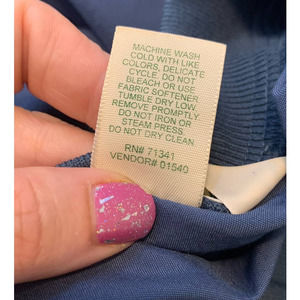 MACHINE WASH
COLD WITH LIKE
COLORS, DELICATE
CYCLE. DO NOT
BLEACH OR USE
FABRIC SOFTENER.
TUMBLE DRY LOW.
REMOVE PROMPTLY.
DO NOT IRON OR
STEAM PRESS.
DO NOT DRY CLEAN
RN# 71341
VENDOR# 01540